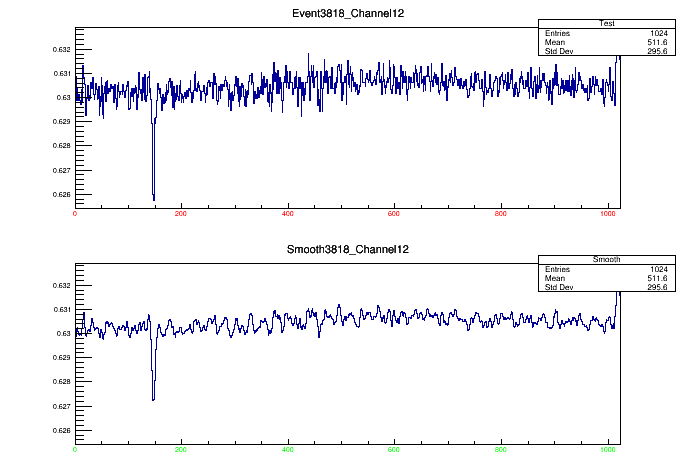 Event3818_Channel12
Test
Entries 1024
Mean 511.6
Std Dev 295.6
0.632
0.631
0.63
0.629
0.628
0.627
0.626
0 200 400 600 800 1000
Smooth3818_Channel12
Smooth
Entries 1024
Mean 511.6
Std Dev 295.6
0.632
0.631
0.63
0.629
0.628
0.627
0.626
0 200 400 600 800 1000